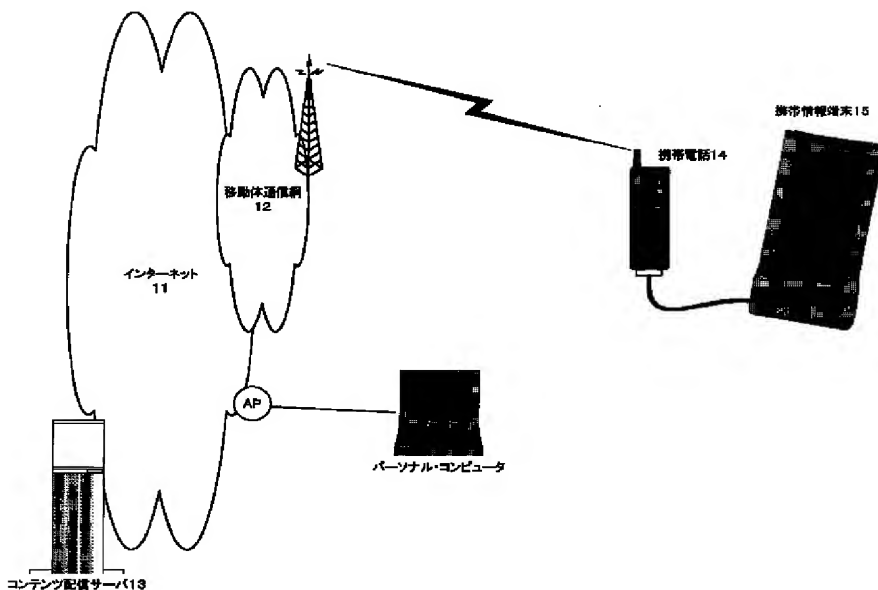 携帯情報端末15
携帯電話14
移動体通信網
12
インターネット
11
AP
パーソナル・コンピュータ
コンテンツ配信サーバ13